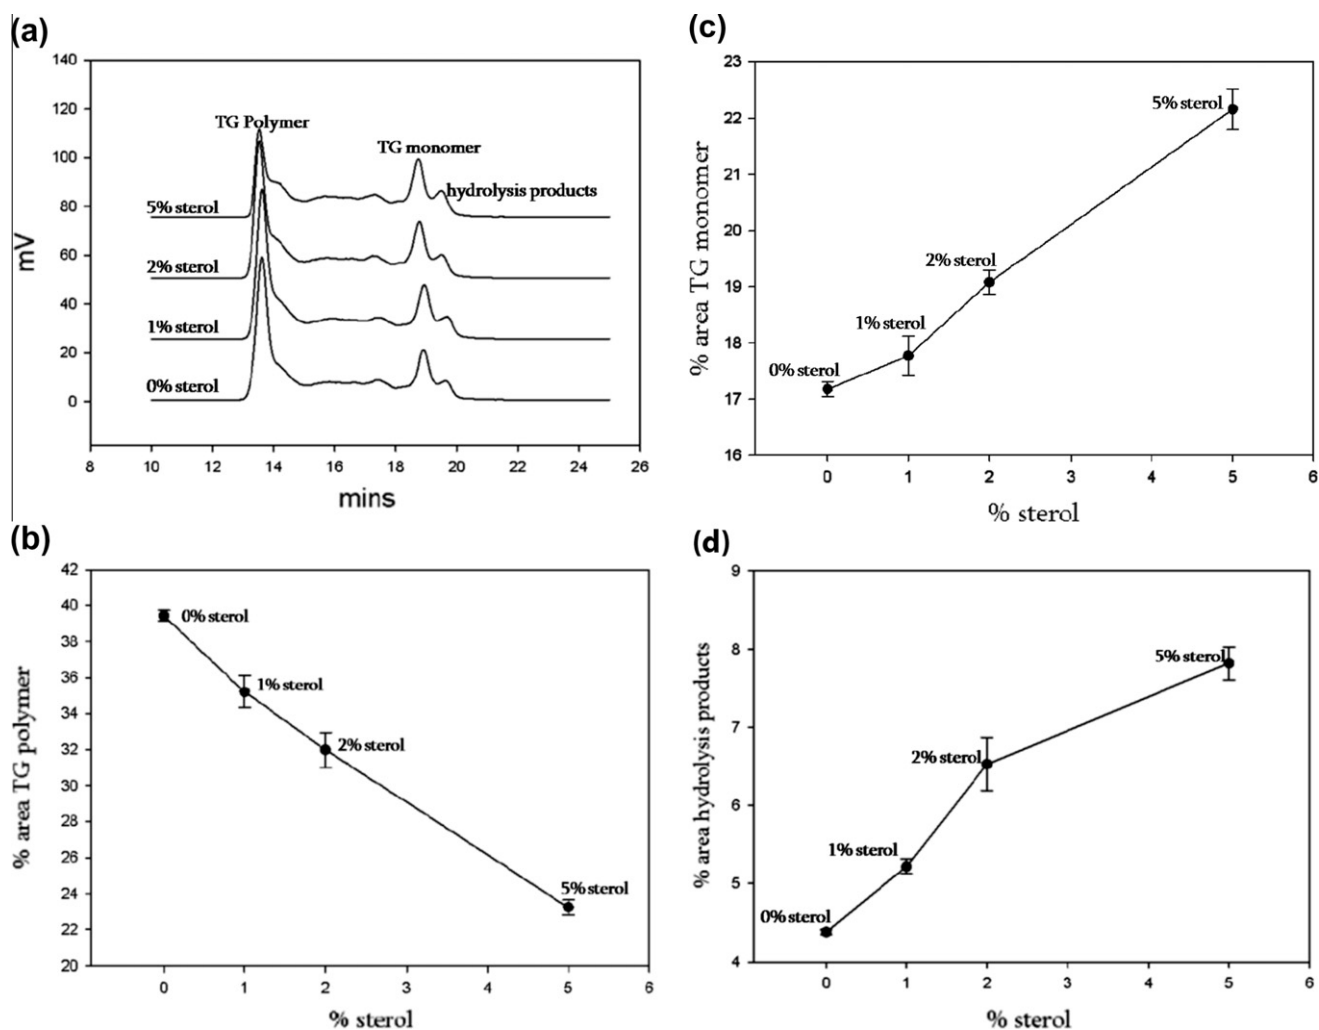 (a)
140
120
100
80
60
40
20
0
mV
TG Polymer
TG monomer
hydrolysis products
5% sterol
2% sterol
1% sterol
0% sterol
8 10 12 14 16 18 20 22 24 26
mins
(c)
23
22
21
20
19
18
17
16
% area TG monomer
5% sterol
2% sterol
1% sterol
0% sterol
0 1 2 3 4 5 6
% sterol
(b)
42
40
38
36
34
32
30
28
26
24
22
20
% area TG polymer
0% sterol
1% sterol
2% sterol
5% sterol
0 1 2 3 4 5 6
% sterol
(d)
9
8
7
6
5
4
% area hydrolysis products
5% sterol
2% sterol
1% sterol
0% sterol
0 1 2 3 4 5 6
% sterol